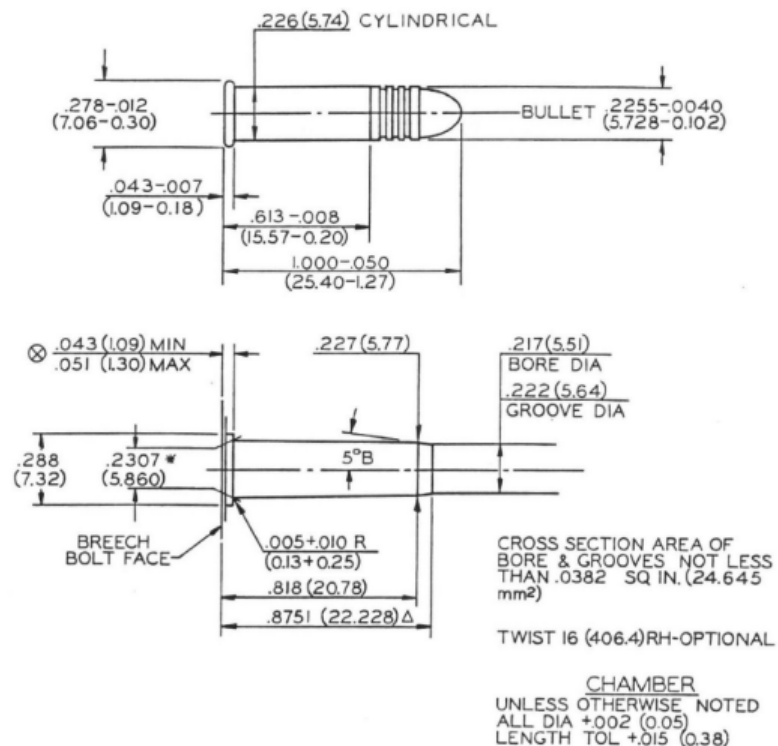 .226 (5.74) CYLINDRICAL
.278-.012
(7.06-0.30)
BULLET .2255-.0040
(5.728-0.102)
.043-.007
(1.09-0.18)
.613-.008
(15.57-0.20)
1.000-.050
(25.40-1.27)
⊗ .043 (1.09) MIN
.051 (1.30) MAX
.227 (5.77)
.217 (5.51)
BORE DIA
.222 (5.64)
GROOVE DIA
.288
(7.32)
.2307 *
(5.860)
5°B
BREECH
BOLT FACE
.005+.010 R
(0.13+0.25)
.818 (20.78)
.8751 (22.228) Δ
CROSS SECTION AREA OF
BORE & GROOVES NOT LESS
THAN .0382 SQ IN. (24.645
mm²)
TWIST 16 (406.4) RH-OPTIONAL
CHAMBER
UNLESS OTHERWISE NOTED
ALL DIA +.002 (0.05)
LENGTH TOL +.015 (0.38)